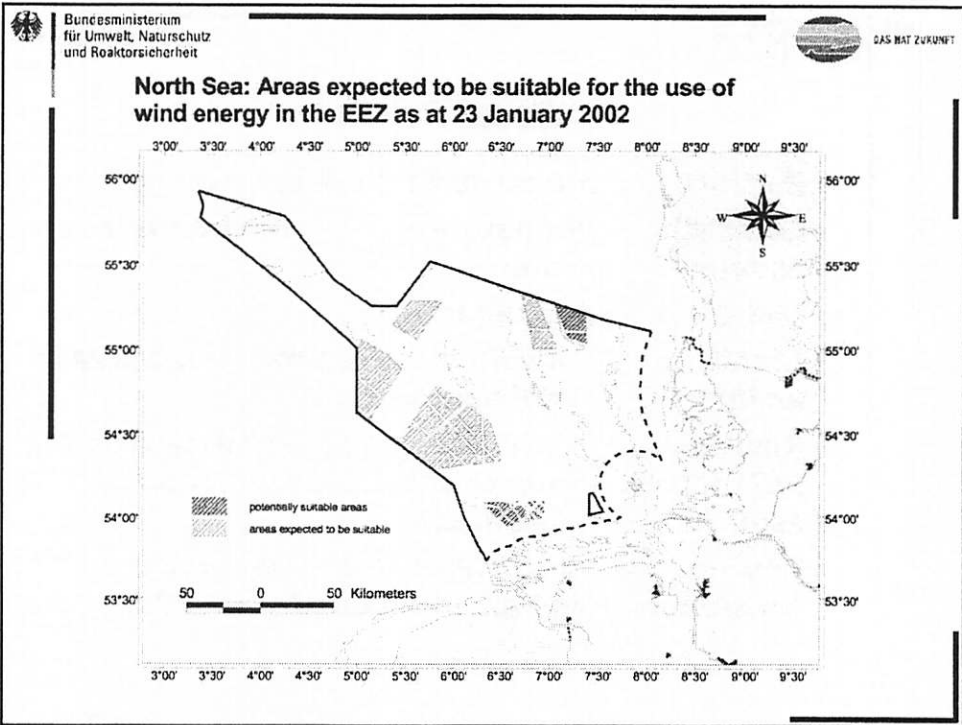 Bundesministerium
für Umwelt, Naturschutz
und Reaktorsicherheit
DAS HAT ZUKUNFT
North Sea: Areas expected to be suitable for the use of
wind energy in the EEZ as at 23 January 2002
3°00' 3°30' 4°00' 4°30' 5°00' 5°30' 6°00' 6°30' 7°00' 7°30' 8°00' 8°30' 9°00' 9°30'
56°00' 56°00'
N
W E
S
55°30' 55°30'
55°00' 55°00'
54°30' 54°30'
potentially suitable areas
54°00' 54°00'
areas expected to be suitable
50 0 50 Kilometers
53°30' 53°30'
3°00' 3°30' 4°00' 4°30' 5°00' 5°30' 6°00' 6°30' 7°00' 7°30' 8°00' 8°30' 9°00' 9°30'